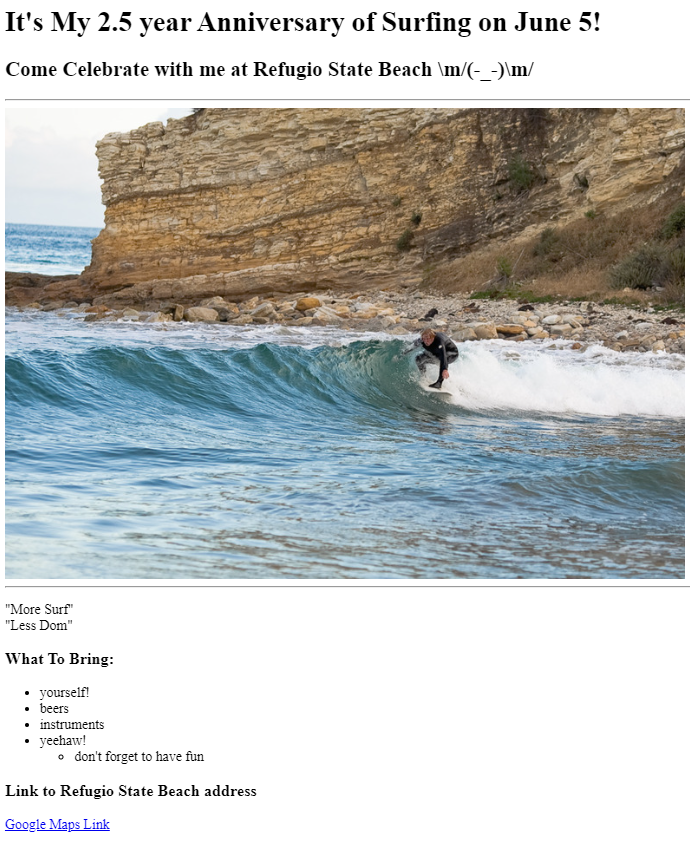 It's My 2.5 year Anniversary of Surfing on June 5!
Come Celebrate with me at Refugio State Beach \m/(-_-)\m/
"More Surf"
"Less Dom"
What To Bring:
yourself!
beers
instruments
yeehaw!
don't forget to have fun
Link to Refugio State Beach address
Google Maps Link